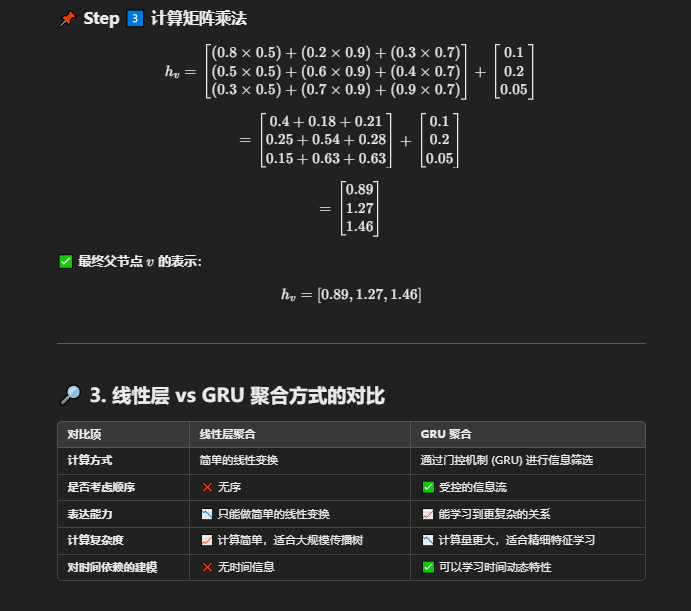 📌 Step 3️⃣ 计算矩阵乘法
h_v = [(0.8 × 0.5) + (0.2 × 0.9) + (0.3 × 0.7)] + [0.1]
[(0.5 × 0.5) + (0.6 × 0.9) + (0.4 × 0.7)] [0.2]
[(0.3 × 0.5) + (0.7 × 0.9) + (0.9 × 0.7)] [0.05]
= [0.4 + 0.18 + 0.21] + [0.1]
[0.25 + 0.54 + 0.28] [0.2]
[0.15 + 0.63 + 0.63] [0.05]
= [0.89]
[1.27]
[1.46]
✅ 最终父节点 v 的表示：
h_v = [0.89, 1.27, 1.46]
🔎 3. 线性层 vs GRU 聚合方式的对比
对比项 线性层聚合 GRU 聚合
计算方式 简单的线性变换 通过门控机制 (GRU) 进行信息筛选
是否考虑顺序 ❌ 无序 ✅ 受控的信息流
表达能力 📉 只能做简单的线性变换 📈 能学习到更复杂的关系
计算复杂度 📈 计算简单，适合大规模传播树 📉 计算量更大，适合精细特征学习
对时间依赖的建模 ❌ 无时间信息 ✅ 可以学习时间动态特性